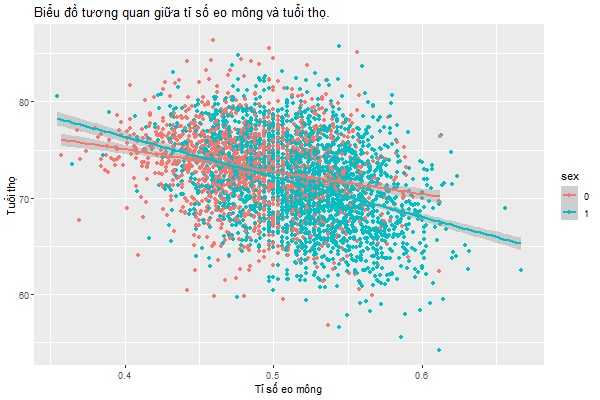 Biểu đồ tương quan giữa tỉ số eo mông và tuổi thọ.
80
70
60
Tuổi thọ
0.4
0.5
0.6
Tỉ số eo mông
sex
0
1